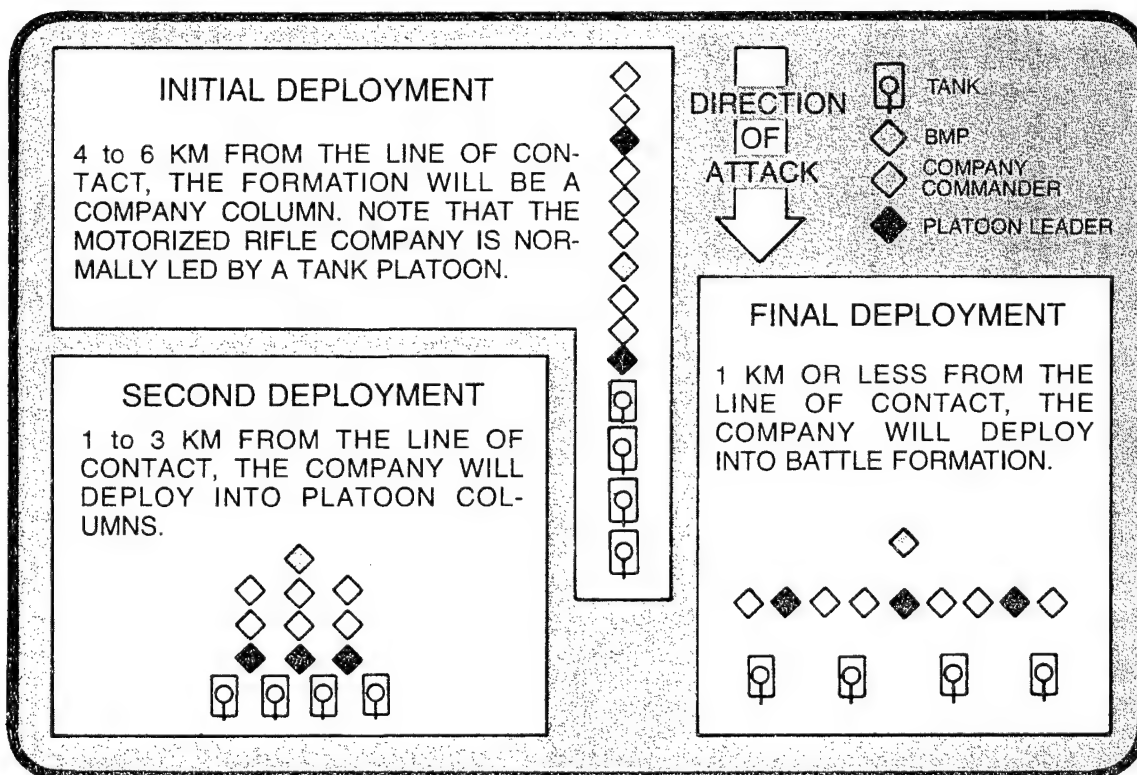 INITIAL DEPLOYMENT
4 to 6 KM FROM THE LINE OF CON-
TACT, THE FORMATION WILL BE A
COMPANY COLUMN. NOTE THAT THE
MOTORIZED RIFLE COMPANY IS NOR-
MALLY LED BY A TANK PLATOON.
DIRECTION
OF
ATTACK
TANK
BMP
COMPANY
COMMANDER
PLATOON LEADER
SECOND DEPLOYMENT
1 to 3 KM FROM THE LINE OF
CONTACT, THE COMPANY WILL
DEPLOY INTO PLATOON COL-
UMNS.
FINAL DEPLOYMENT
1 KM OR LESS FROM THE
LINE OF CONTACT, THE
COMPANY WILL DEPLOY
INTO BATTLE FORMATION.